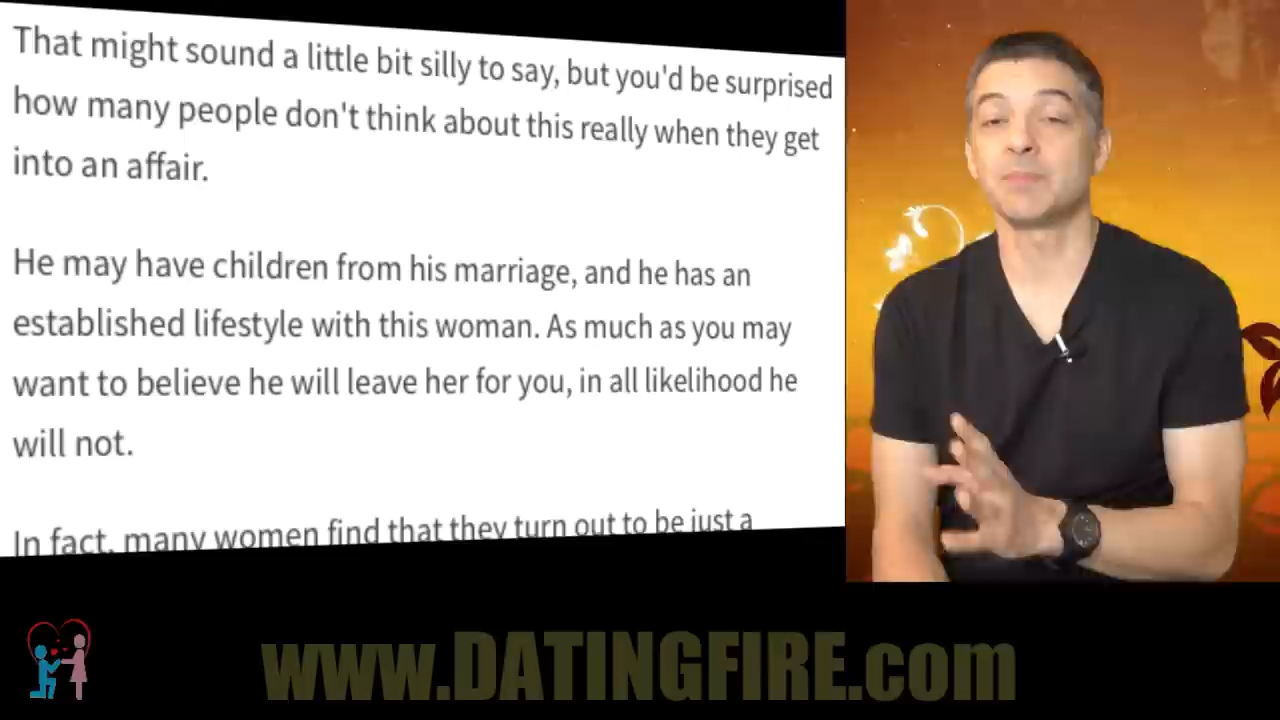 That might sound a little bit silly to say, but you'd be surprised
how many people don't think about this really when they get
into an affair.
He may have children from his marriage, and he has an
established lifestyle with this woman. As much as you may
want to believe he will leave her for you, in all likelihood he
will not.
In fact, many women find that they turn out to be just a
www.DATINGFIRE.com